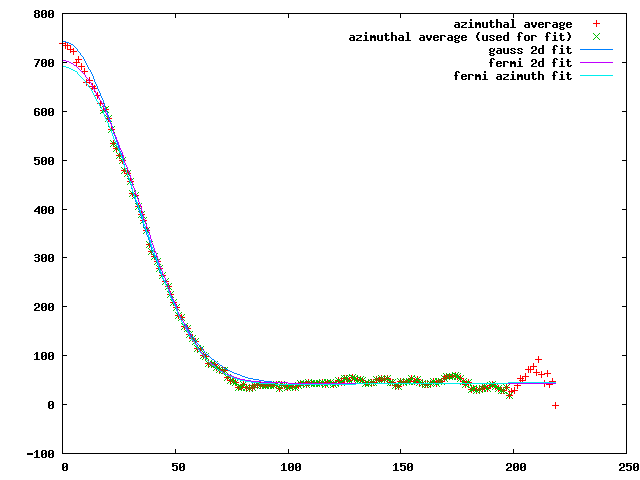 800
700
600
500
400
300
200
100
0
-100
0 50 100 150 200 250
azimuthal average
azimuthal average (used for fit)
gauss 2d fit
fermi 2d fit
fermi azimuth fit